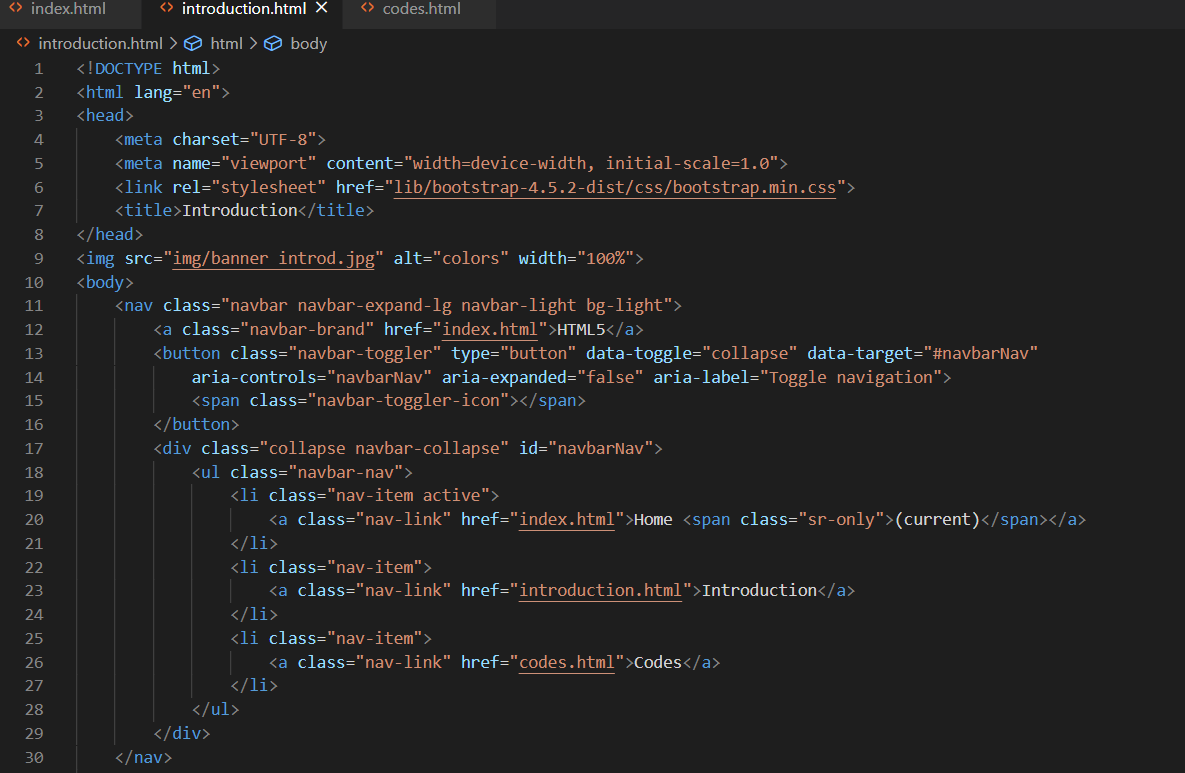 index.html introduction.html codes.html
introduction.html > html > body
1 <!DOCTYPE html>
2 <html lang="en">
3 <head>
4 <meta charset="UTF-8">
5 <meta name="viewport" content="width=device-width, initial-scale=1.0">
6 <link rel="stylesheet" href="lib/bootstrap-4.5.2-dist/css/bootstrap.min.css">
7 <title>Introduction</title>
8 </head>
9 <img src="img/banner introd.jpg" alt="colors" width="100%">
10 <body>
11 <nav class="navbar navbar-expand-lg navbar-light bg-light">
12 <a class="navbar-brand" href="index.html">HTML5</a>
13 <button class="navbar-toggler" type="button" data-toggle="collapse" data-target="#navbarNav"
14 aria-controls="navbarNav" aria-expanded="false" aria-label="Toggle navigation">
15 <span class="navbar-toggler-icon"></span>
16 </button>
17 <div class="collapse navbar-collapse" id="navbarNav">
18 <ul class="navbar-nav">
19 <li class="nav-item active">
20 <a class="nav-link" href="index.html">Home <span class="sr-only">(current)</span></a>
21 </li>
22 <li class="nav-item">
23 <a class="nav-link" href="introduction.html">Introduction</a>
24 </li>
25 <li class="nav-item">
26 <a class="nav-link" href="codes.html">Codes</a>
27 </li>
28 </ul>
29 </div>
30 </nav>